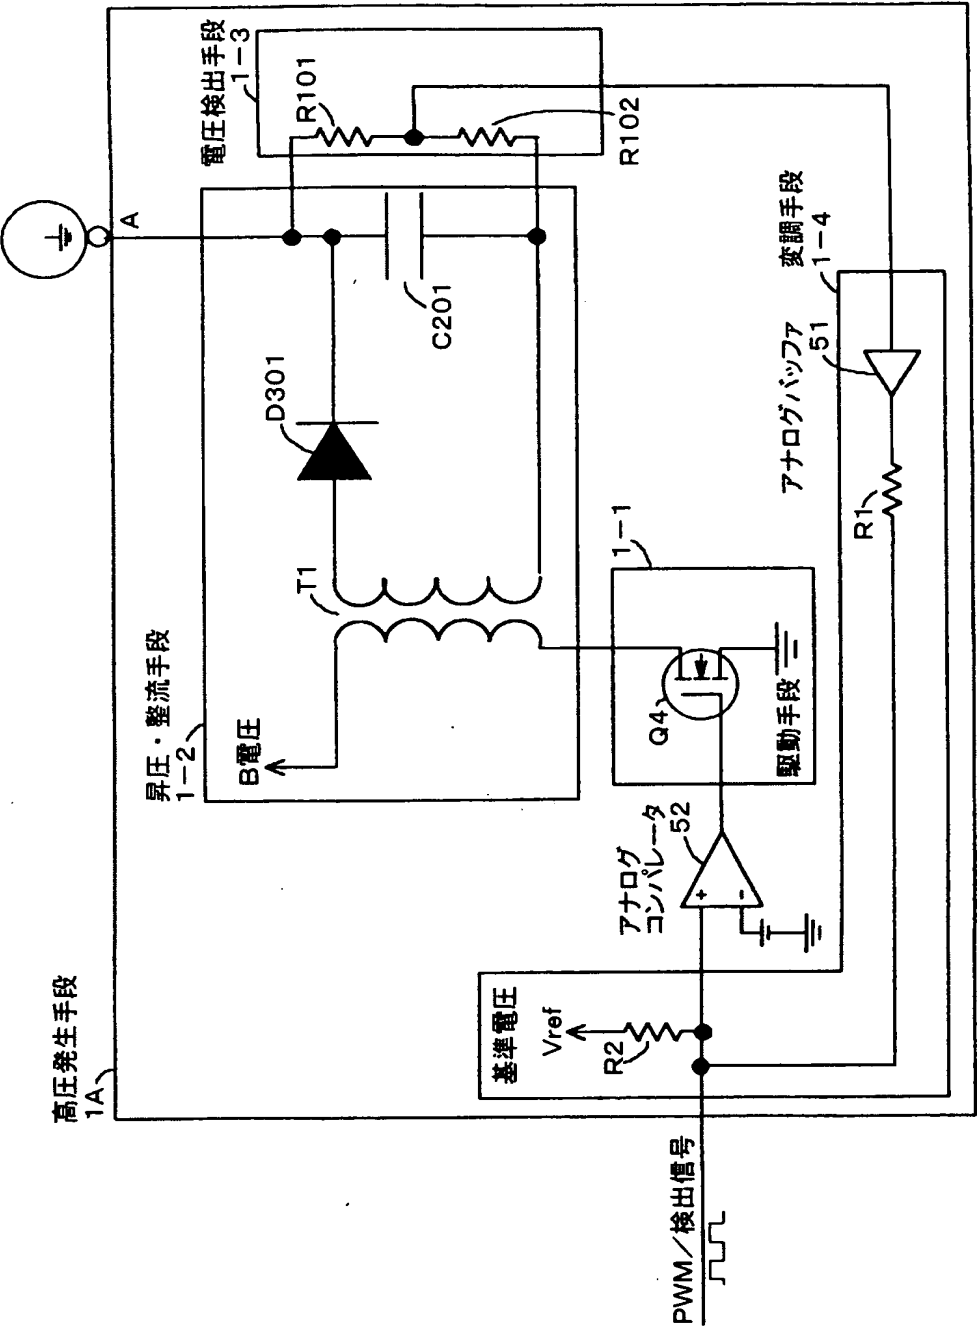 高圧発生手段
1A
昇圧・整流手段
1-2
電圧検出手段
1-3
A
R101
R102
C201
D301
T1
B電圧
1-1
Q4
駆動手段
アナログ
コンパレータ
52
+
-
変調手段
1-4
アナログバッファ
51
R1
基準電圧
Vref
R2
PWM/検出信号